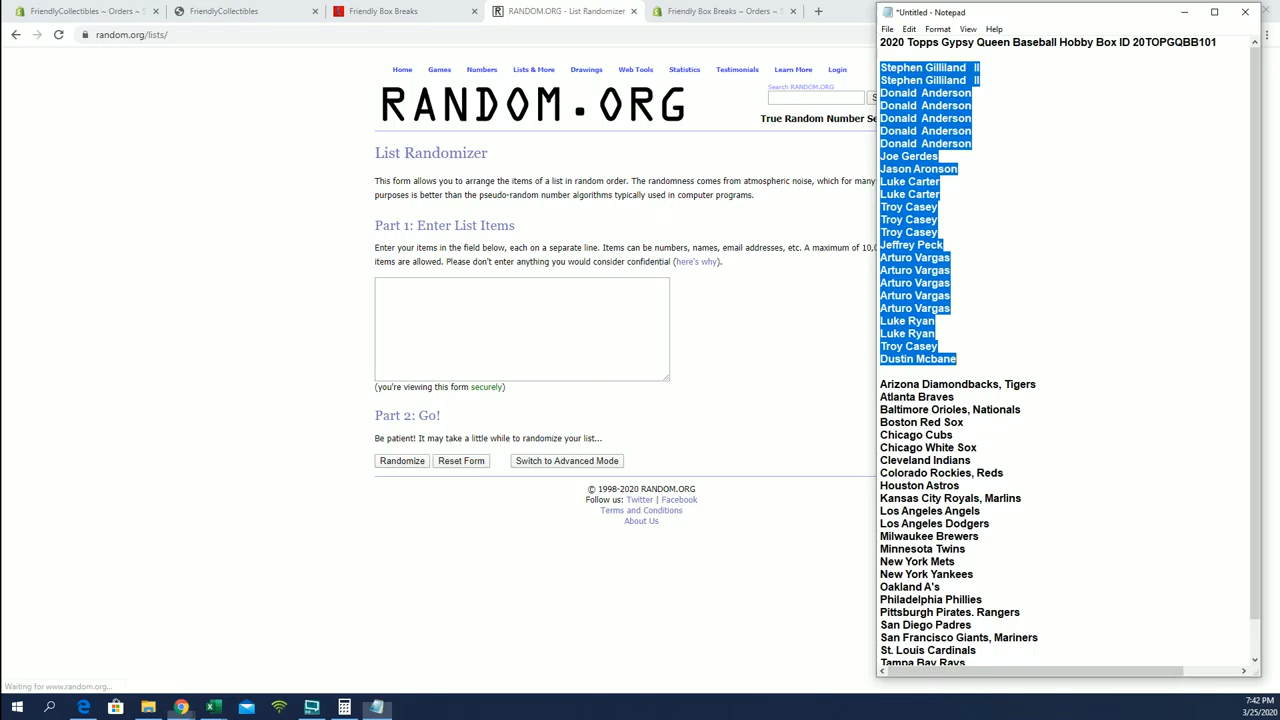 FriendlyCollectibles ~ Orders ~ S
FriendlyCollectibles
Friendly Box Breaks
RANDOM.ORG - List Randomizer
Friendly Box Breaks ~ Orders ~ S
random.org/lists/
Home Games Numbers Lists & More Drawings Web Tools Statistics Testimonials Learn More Login
Search RANDOM.ORG
RANDOM.ORG
S
True Random Number Se
List Randomizer
This form allows you to arrange the items of a list in random order. The randomness comes from atmospheric noise, which for many
purposes is better than the pseudo-random number algorithms typically used in computer programs.
Part 1: Enter List Items
Enter your items in the field below, each on a separate line. Items can be numbers, names, email addresses, etc. A maximum of 10,0
items are allowed. Please don't enter anything you would consider confidential (here's why).
(you're viewing this form securely)
Part 2: Go!
Be patient! It may take a little while to randomize your list...
Randomize Reset Form Switch to Advanced Mode
© 1998-2020 RANDOM.ORG
Follow us: Twitter | Facebook
Terms and Conditions
About Us
Waiting for www.random.org...
*Untitled - Notepad
File Edit Format View Help
2020 Topps Gypsy Queen Baseball Hobby Box ID 20TOPGQBB101
Stephen Gilliland II
Stephen Gilliland II
Donald Anderson
Donald Anderson
Donald Anderson
Donald Anderson
Donald Anderson
Joe Gerdes
Jason Aronson
Luke Carter
Luke Carter
Troy Casey
Troy Casey
Troy Casey
Jeffrey Peck
Arturo Vargas
Arturo Vargas
Arturo Vargas
Arturo Vargas
Arturo Vargas
Luke Ryan
Luke Ryan
Troy Casey
Dustin Mcbane
Arizona Diamondbacks, Tigers
Atlanta Braves
Baltimore Orioles, Nationals
Boston Red Sox
Chicago Cubs
Chicago White Sox
Cleveland Indians
Colorado Rockies, Reds
Houston Astros
Kansas City Royals, Marlins
Los Angeles Angels
Los Angeles Dodgers
Milwaukee Brewers
Minnesota Twins
New York Mets
New York Yankees
Oakland A's
Philadelphia Phillies
Pittsburgh Pirates. Rangers
San Diego Padres
San Francisco Giants, Mariners
St. Louis Cardinals
Tampa Bay Rays
7:42 PM
3/25/2020